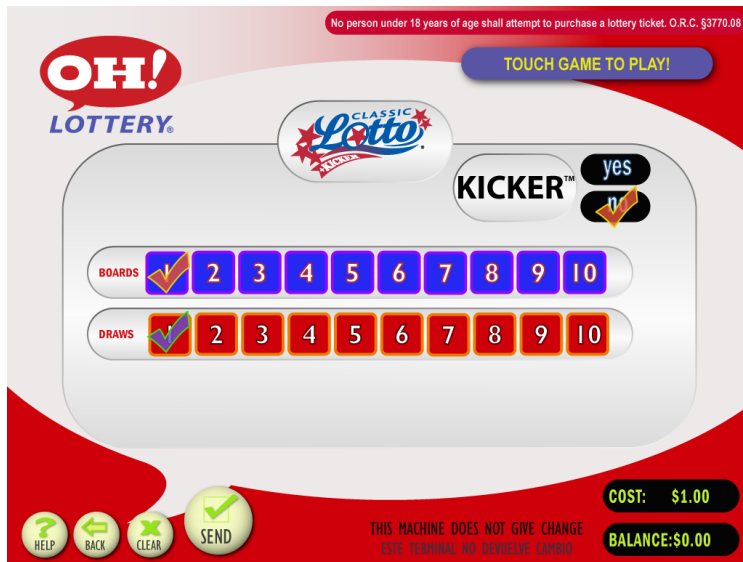 No person under 18 years of age shall attempt to purchase a lottery ticket. O.R.C. §3770.08
TOUCH GAME TO PLAY!
OH!
LOTTERY®
CLASSIC
Lotto
KICKER
KICKER™
yes
no
BOARDS 1 2 3 4 5 6 7 8 9 10
DRAWS 1 2 3 4 5 6 7 8 9 10
HELP
BACK
CLEAR
SEND
THIS MACHINE DOES NOT GIVE CHANGE
ESTE TERMINAL NO DEVUELVE CAMBIO
COST: $1.00
BALANCE:$0.00